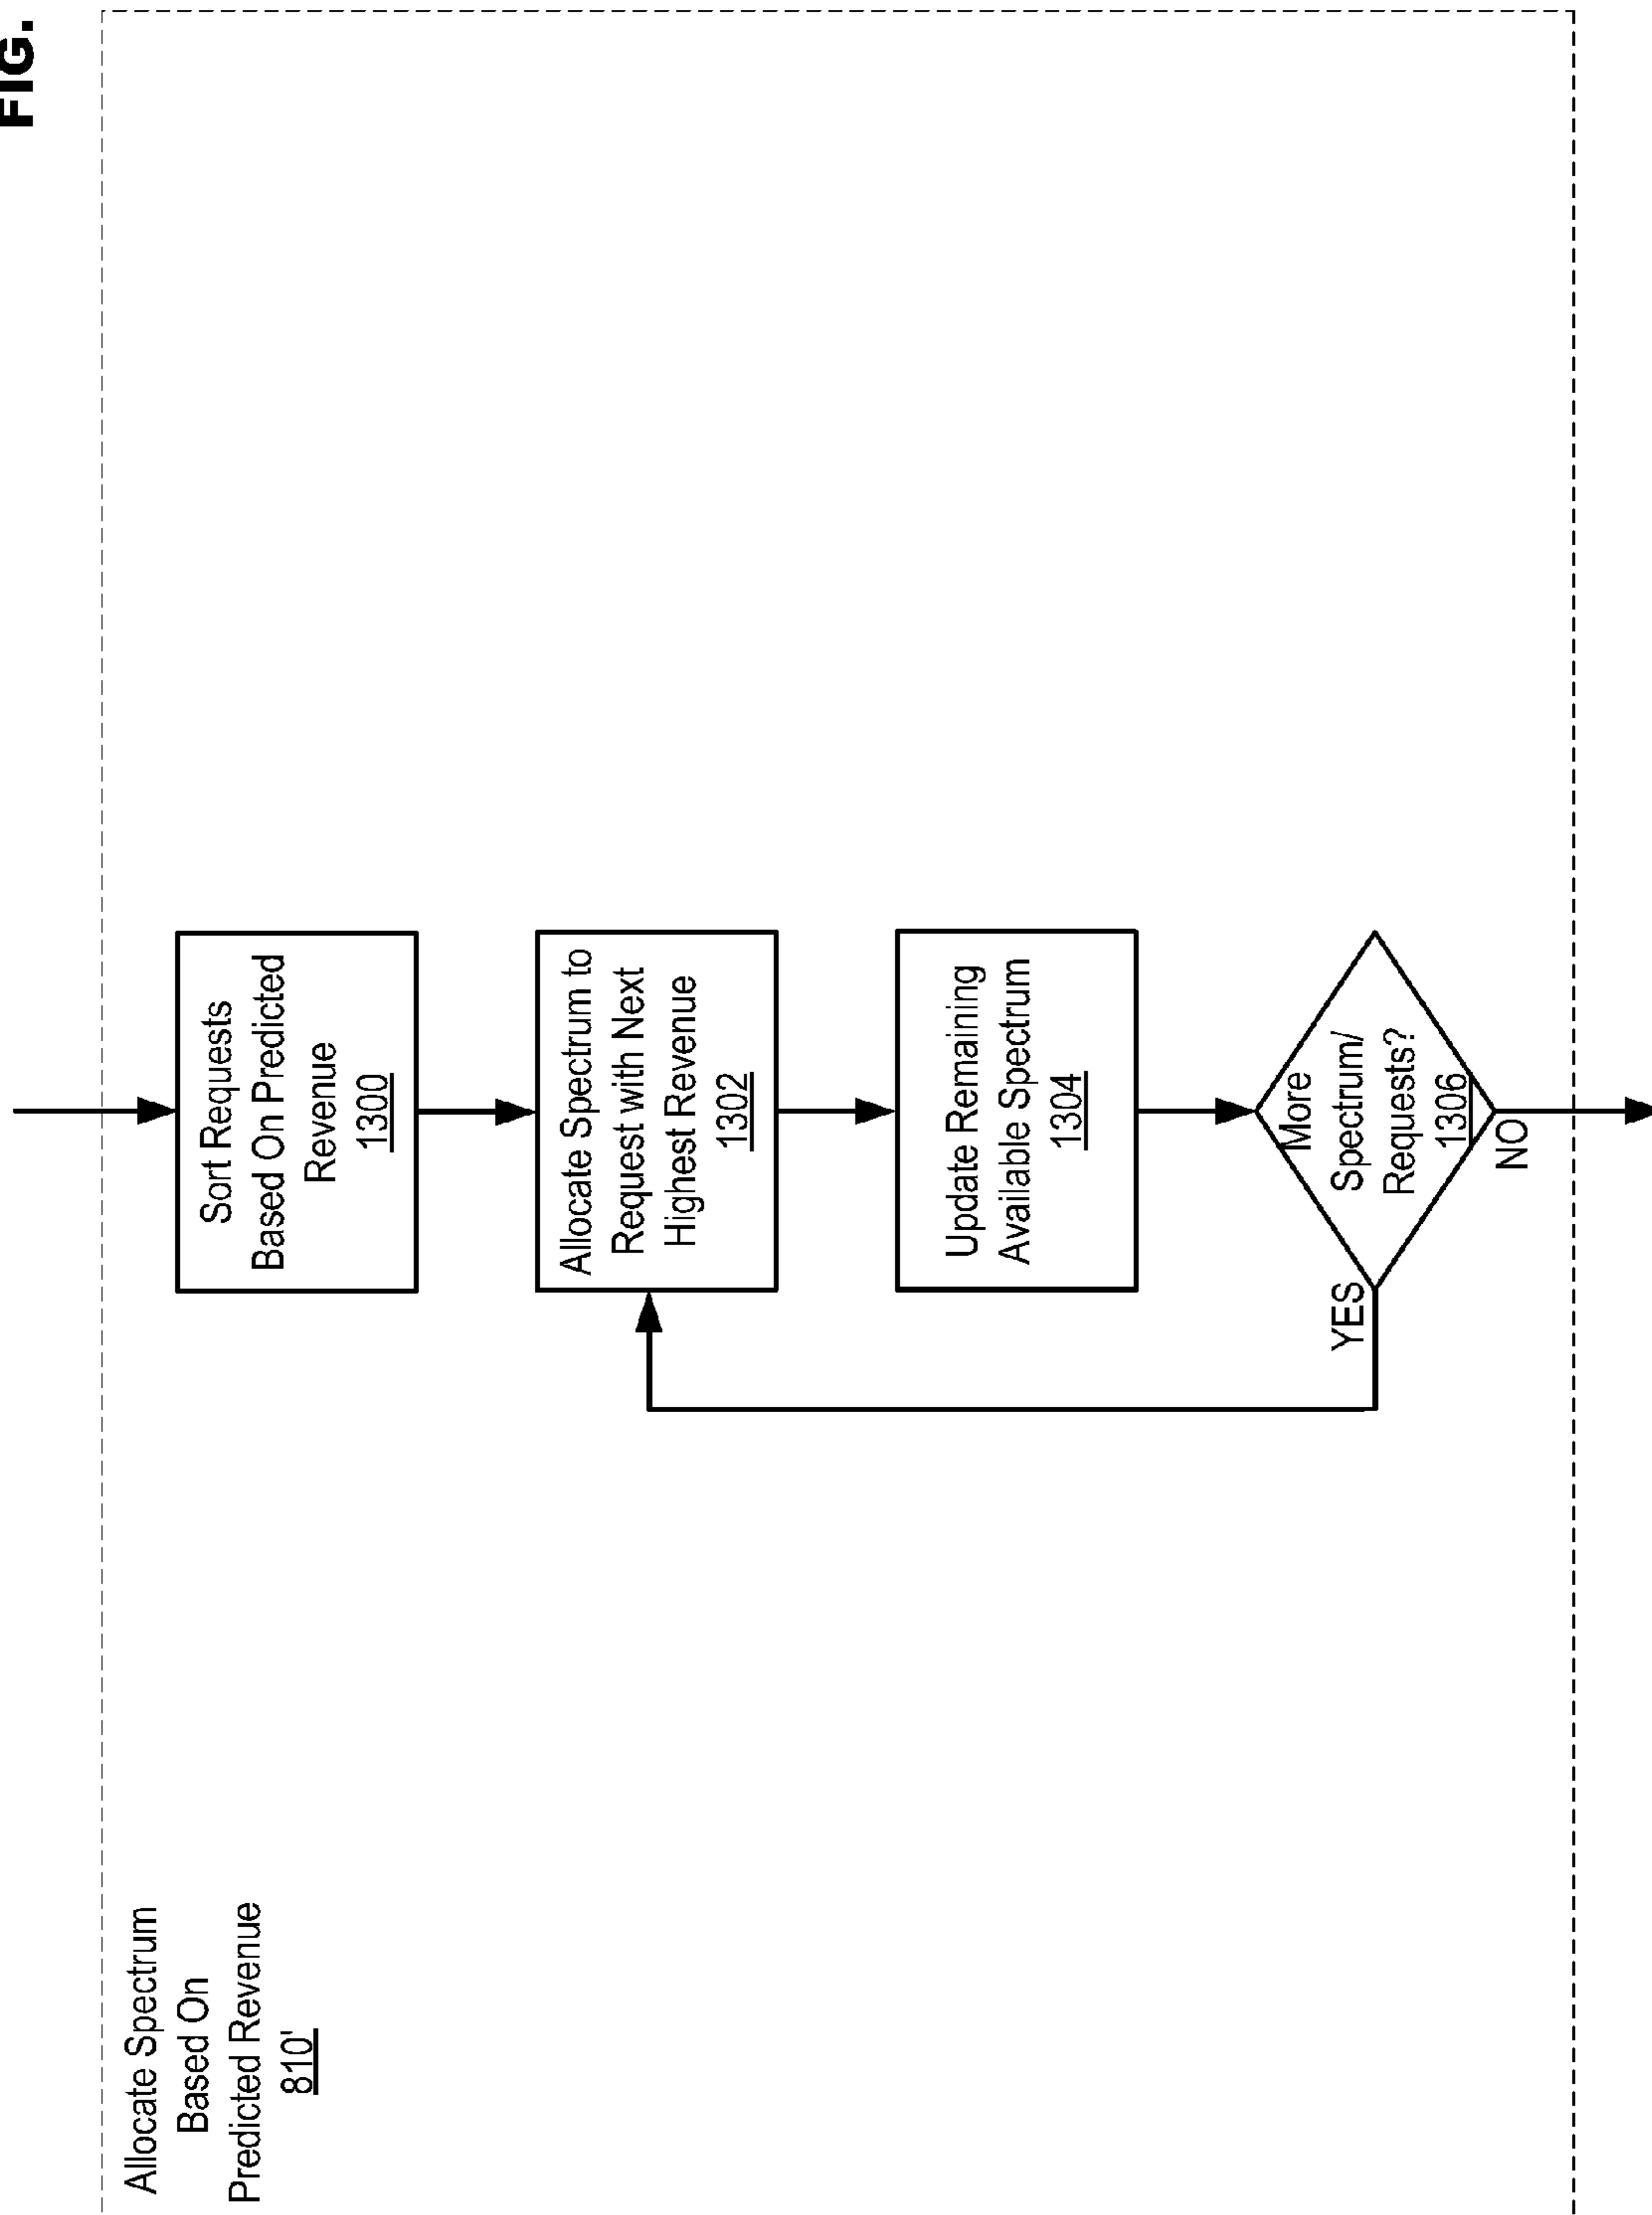 FIG.
Allocate Spectrum
Based On
Predicted Revenue
810'
Sort Requests
Based On Predicted
Revenue
1300
Allocate Spectrum to
Request with Next
Highest Revenue
1302
Update Remaining
Available Spectrum
1304
More
Spectrum/
Requests?
1306
YES
NO